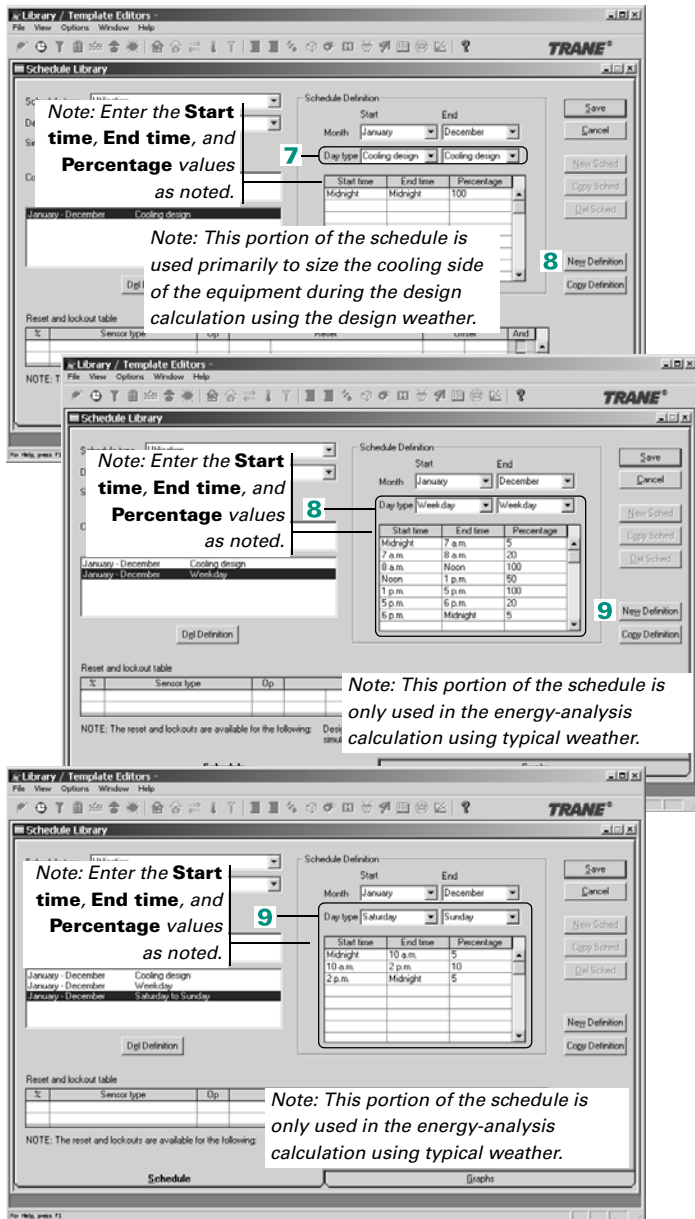 Library / Template Editors -
File View Options Window Help
TRANE®
Schedule Library
Note: Enter the Start
time, End time, and
Percentage values
as noted.
Schedule Definition
Start End
Month January December
7
Day type Cooling design Cooling design
Start time End time Percentage
Midnight Midnight 100
Save
Cancel
New Sched
Copy Sched
Del Sched
January - December Cooling design
Note: This portion of the schedule is
used primarily to size the cooling side
of the equipment during the design
calculation using the design weather.
8
New Definition
Copy Definition
Reset and lockout table
% Sensor type Op Reset Offset And
For Help, press F1
Library / Template Editors -
File View Options Window Help
TRANE®
Schedule Library
Note: Enter the Start
time, End time, and
Percentage values
as noted.
Schedule Definition
Start End
Month January December
8
Day type Weekday Weekday
Start time End time Percentage
Midnight 7 a.m. 5
7 a.m. 8 a.m. 20
8 a.m. Noon 100
Noon 1 p.m. 50
1 p.m. 5 p.m. 100
5 p.m. 6 p.m. 20
6 p.m. Midnight 5
Save
Cancel
New Sched
Copy Sched
Del Sched
January - December Cooling design
January - December Weekday
Del Definition
9
New Definition
Copy Definition
Reset and lockout table
% Sensor type Op
Note: This portion of the schedule is
only used in the energy-analysis
calculation using typical weather.
NOTE: The reset and lockouts are available for the following:
Library / Template Editors -
File View Options Window Help
TRANE®
Schedule Library
Note: Enter the Start
time, End time, and
Percentage values
as noted.
Schedule Definition
Start End
Month January December
9
Day type Saturday Sunday
Start time End time Percentage
Midnight 10 a.m. 5
10 a.m. 2 p.m. 10
2 p.m. Midnight 5
Save
Cancel
New Sched
Copy Sched
Del Sched
January - December Cooling design
January - December Weekday
January - December Saturday to Sunday
Del Definition
New Definition
Copy Definition
Reset and lockout table
% Sensor type Op
Note: This portion of the schedule is
only used in the energy-analysis
calculation using typical weather.
NOTE: The reset and lockouts are available for the following:
Schedule Graphs
For Help, press F1